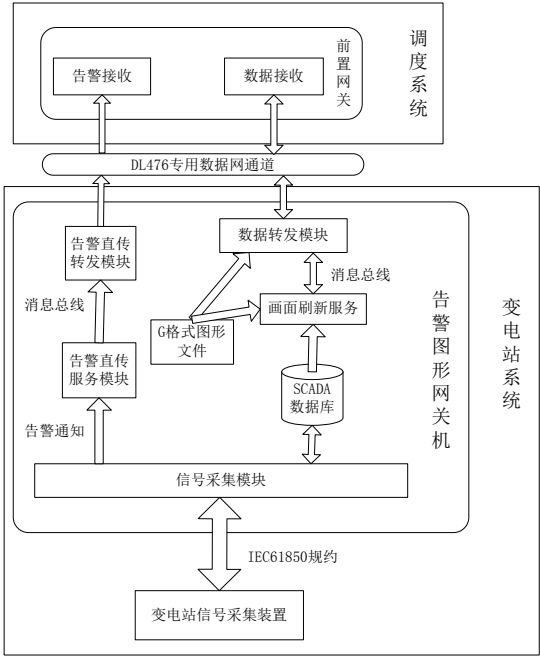 调度系统
前置网关
告警接收
数据接收
DL476专用数据网通道
告警直传
转发模块
数据转发模块
消息总线
消息总线
G格式图形
文件
画面刷新服务
告警直传
服务模块
SCADA
数据库
告警通知
信号采集模块
告警图形网关机
变电站系统
IEC61850规约
变电站信号采集装置